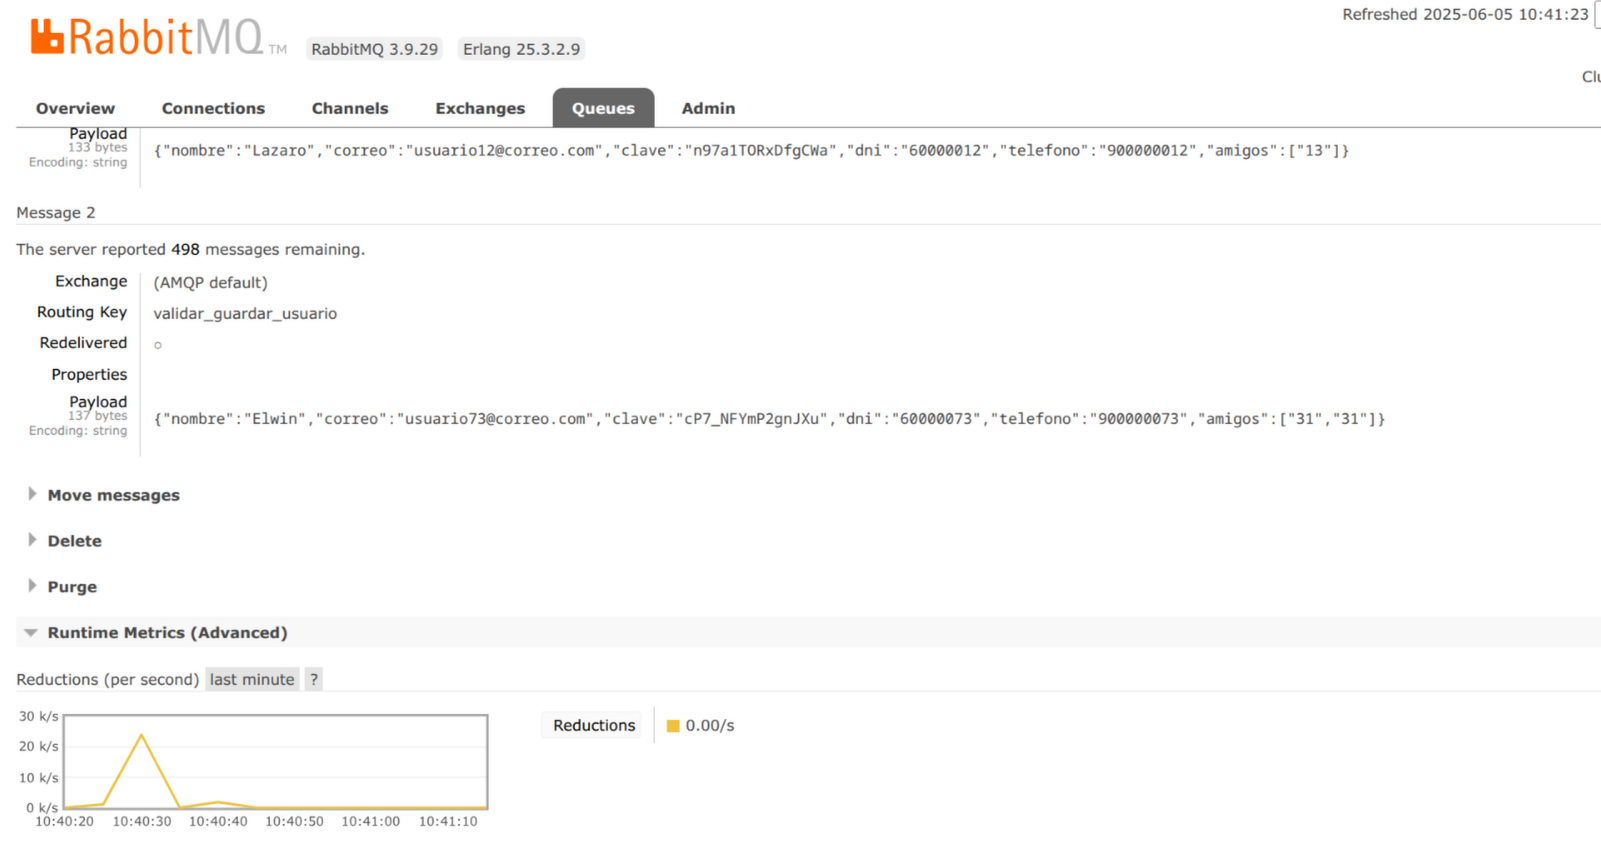 Refreshed 2025-06-05 10:41:23
RabbitMQ TM RabbitMQ 3.9.29 Erlang 25.3.2.9
Clu
Overview Connections Channels Exchanges Queues Admin
Payload
133 bytes
Encoding: string
{"nombre":"Lazaro","correo":"usuario12@correo.com","clave":"n97a1TORxDfgCWa","dni":"60000012","telefono":"900000012","amigos":["13"]}
Message 2
The server reported 498 messages remaining.
Exchange (AMQP default)
Routing Key validar_guardar_usuario
Redelivered ○
Properties
Payload
137 bytes
Encoding: string
{"nombre":"Elwin","correo":"usuario73@correo.com","clave":"cP7_NFYmP2gnJXu","dni":"60000073","telefono":"900000073","amigos":["31","31"]}
Move messages
Delete
Purge
Runtime Metrics (Advanced)
Reductions (per second) last minute ?
30 k/s
20 k/s
10 k/s
0 k/s
10:40:20 10:40:30 10:40:40 10:40:50 10:41:00 10:41:10
Reductions 0.00/s